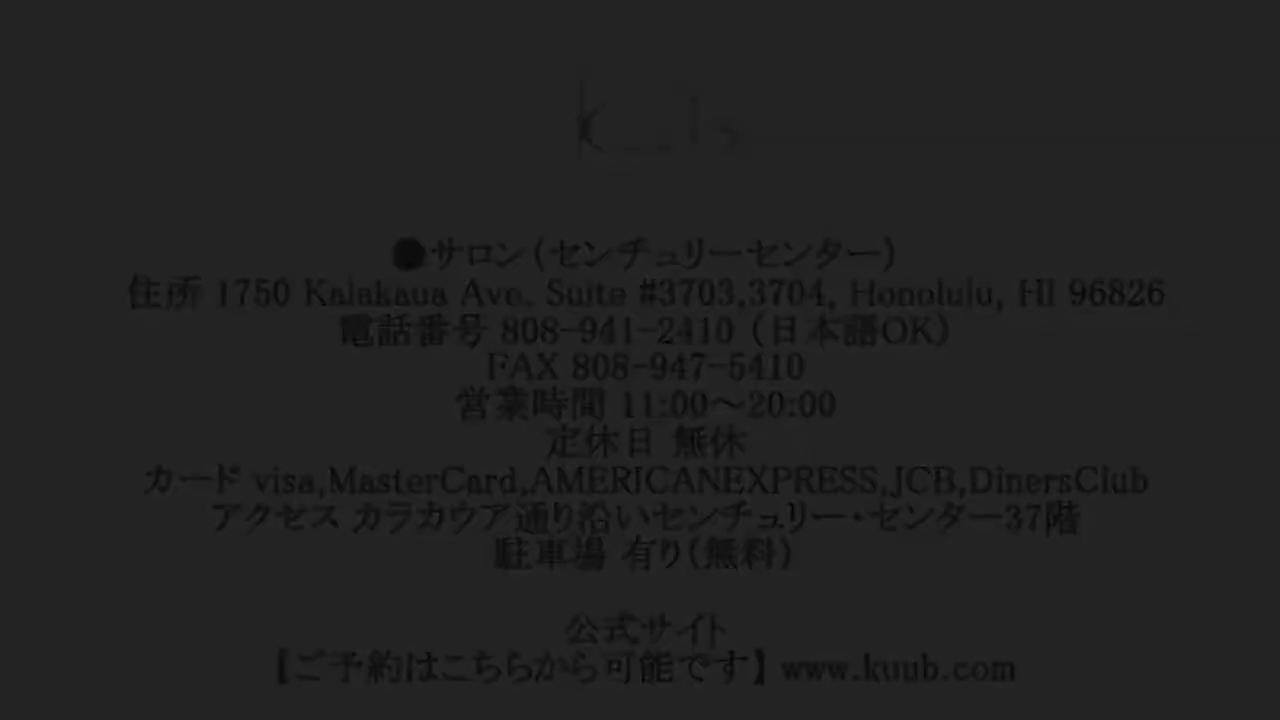 ●サロン(センチュリーセンター)
住所 1750 Kalakaua Ave. Suite #3703,3704, Honolulu, HI 96826
電話番号 808-941-2410 (日本語OK)
FAX 808-947-5410
営業時間 11:00~20:00
定休日 無休
カード visa,MasterCard,AMERICANEXPRESS,JCB,DinersClub
アクセス カラカウア通り沿いセンチュリー・センター37階
駐車場 有り(無料)
公式サイト
【ご予約はこちらから可能です】 www.kuub.com